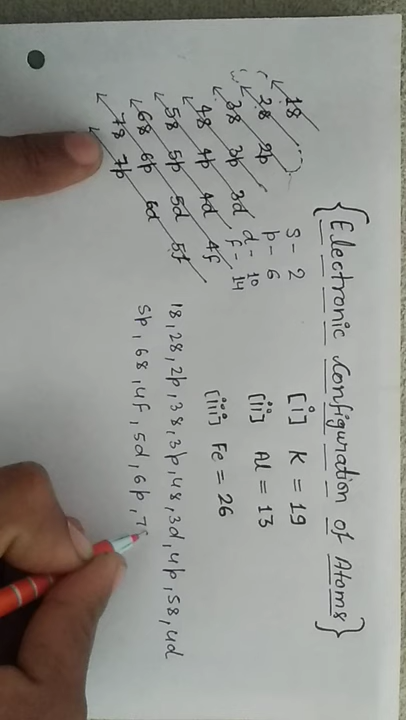 {Electronic Configuration of Atoms}
1s
2s 2p
3s 3p 3d
4s 4p 4d 4f
5s 5p 5d 5f
6s 6p 6d
7s 7p
s - 2
p - 6
d - 10
f - 14
[i] K = 19
[ii] Al = 13
[iii] Fe = 26
1s, 2s, 2p, 3s, 3p, 4s, 3d, 4p, 5s, 4d
5p, 6s, 4f, 5d, 6p, 7